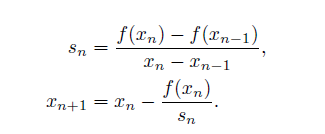 s_n = \frac{f(x_n) - f(x_{n-1})}{x_n - x_{n-1}},
x_{n+1} = x_n - \frac{f(x_n)}{s_n}.